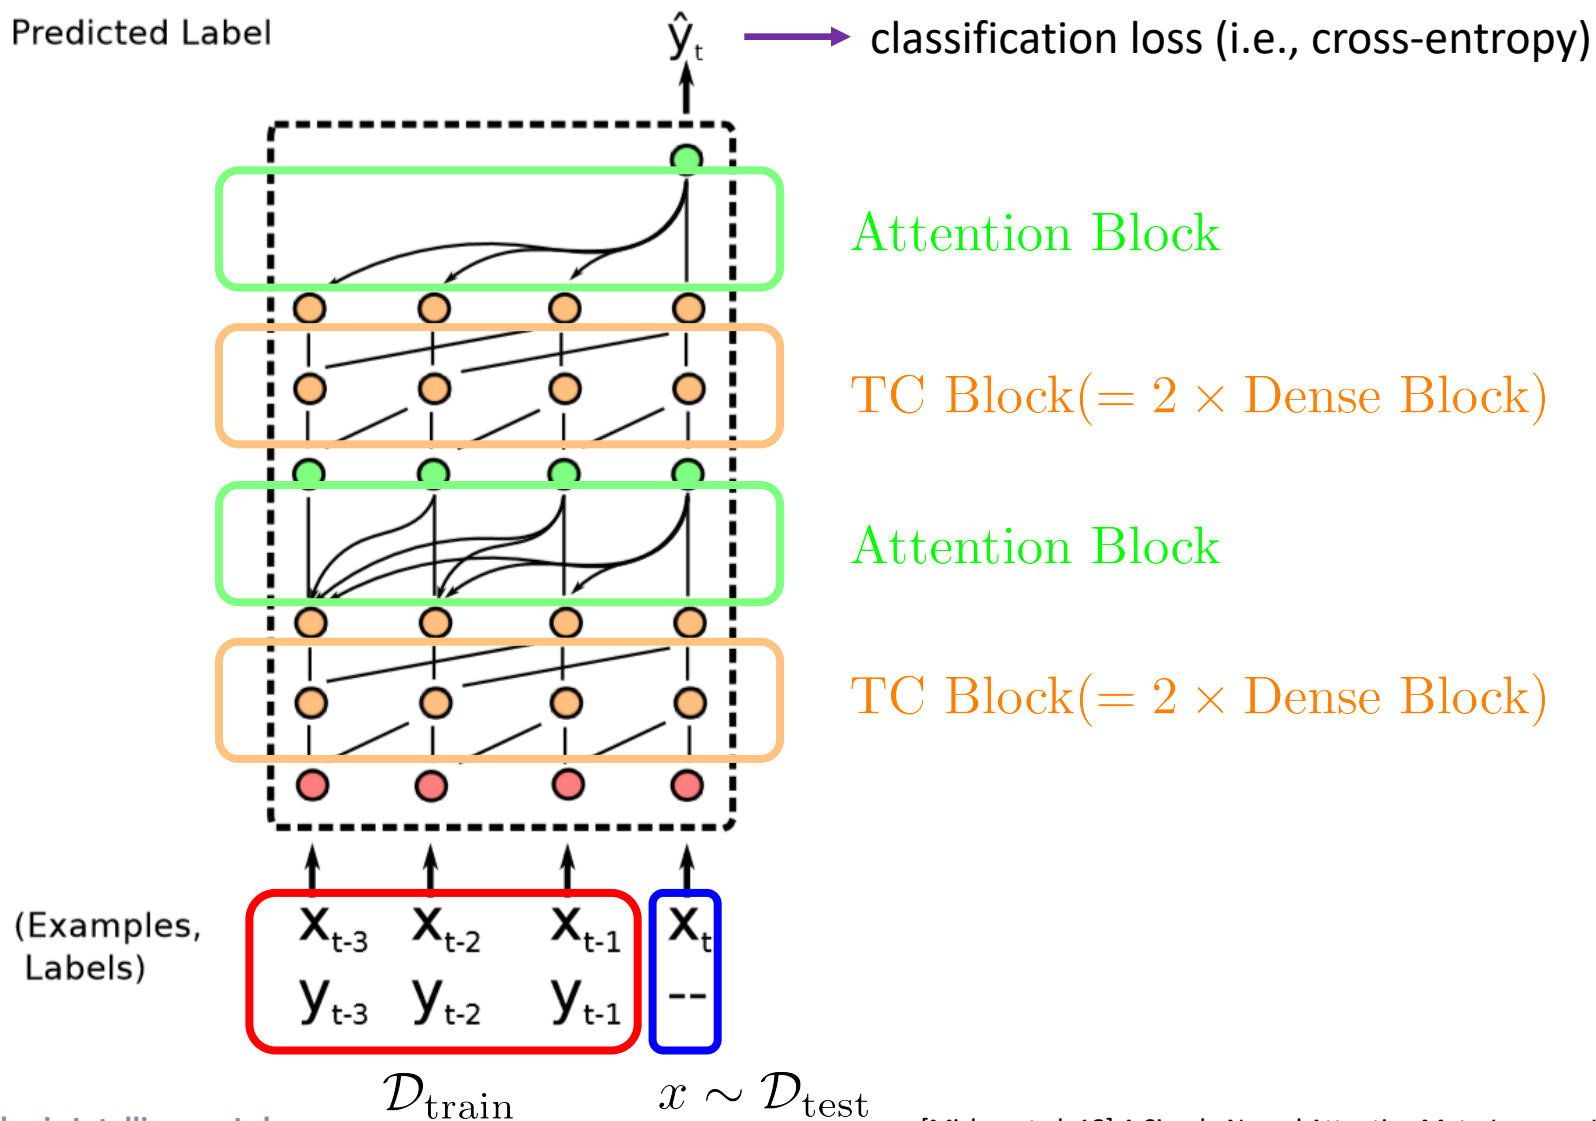 Predicted Label
ŷt
classification loss (i.e., cross-entropy)
Attention Block
TC Block(= 2 × Dense Block)
Attention Block
TC Block(= 2 × Dense Block)
(Examples,
Labels)
xt-3 xt-2 xt-1 xt
yt-3 yt-2 yt-1 --
𝒟train
x ~ 𝒟test